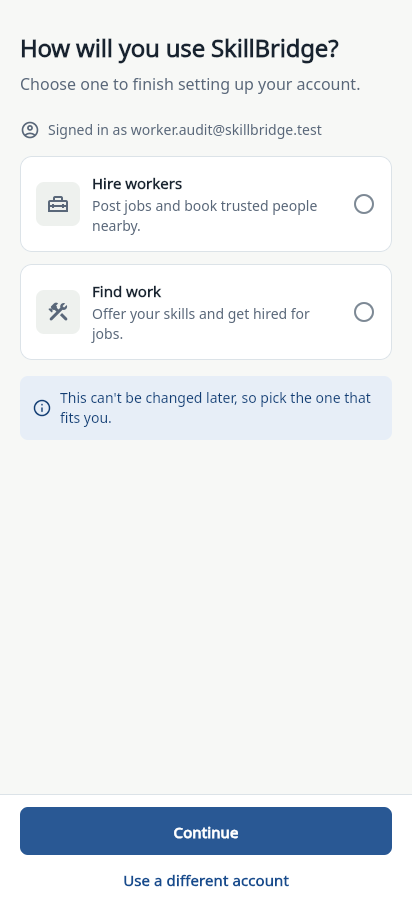 How will you use SkillBridge?
Choose one to finish setting up your account.
Signed in as worker.audit@skillbridge.test
Hire workers
Post jobs and book trusted people
nearby.
Find work
Offer your skills and get hired for
jobs.
This can't be changed later, so pick the one that
fits you.
Continue
Use a different account